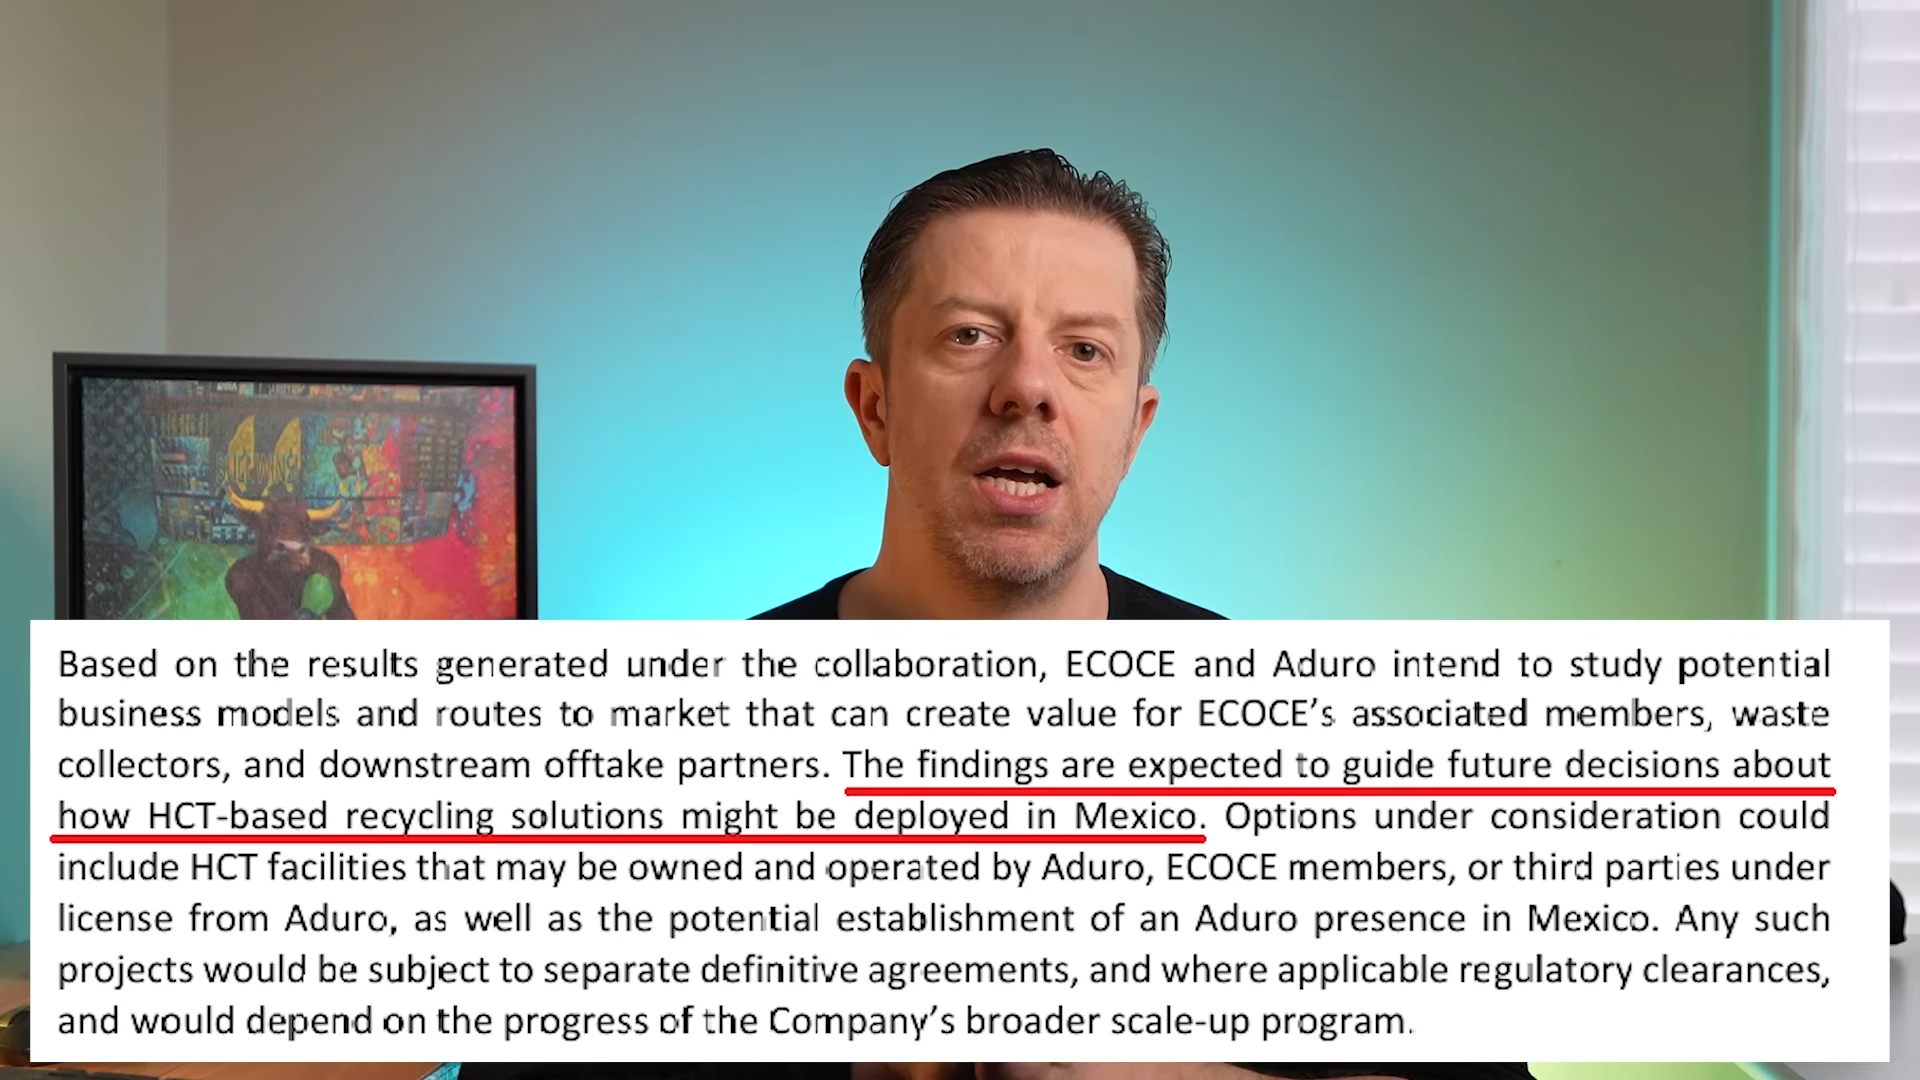 Based on the results generated under the collaboration, ECOCE and Aduro intend to study potential
business models and routes to market that can create value for ECOCE's associated members, waste
collectors, and downstream offtake partners. The findings are expected to guide future decisions about
how HCT-based recycling solutions might be deployed in Mexico. Options under consideration could
include HCT facilities that may be owned and operated by Aduro, ECOCE members, or third parties under
license from Aduro, as well as the potential establishment of an Aduro presence in Mexico. Any such
projects would be subject to separate definitive agreements, and where applicable regulatory clearances,
and would depend on the progress of the Company's broader scale-up program.